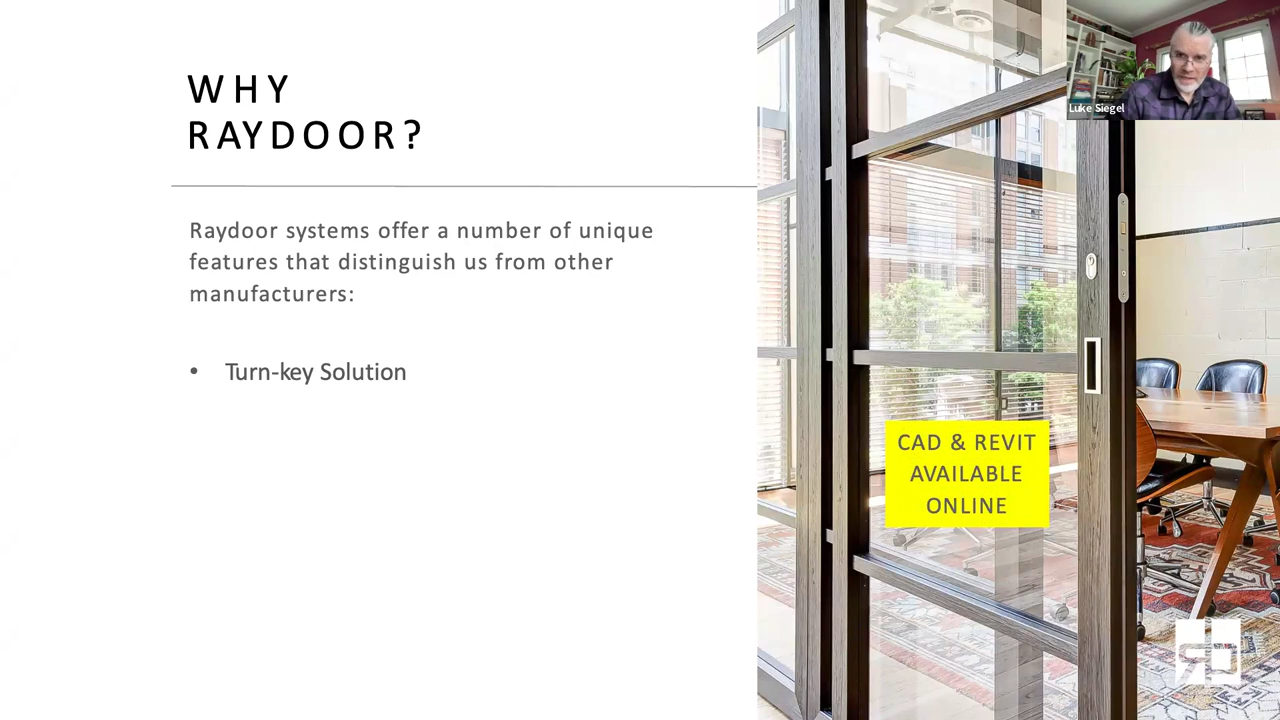 WHY
RAYDOOR?
Raydoor systems offer a number of unique
features that distinguish us from other
manufacturers:
• Turn-key Solution
CAD & REVIT
AVAILABLE
ONLINE
Luke Siegel